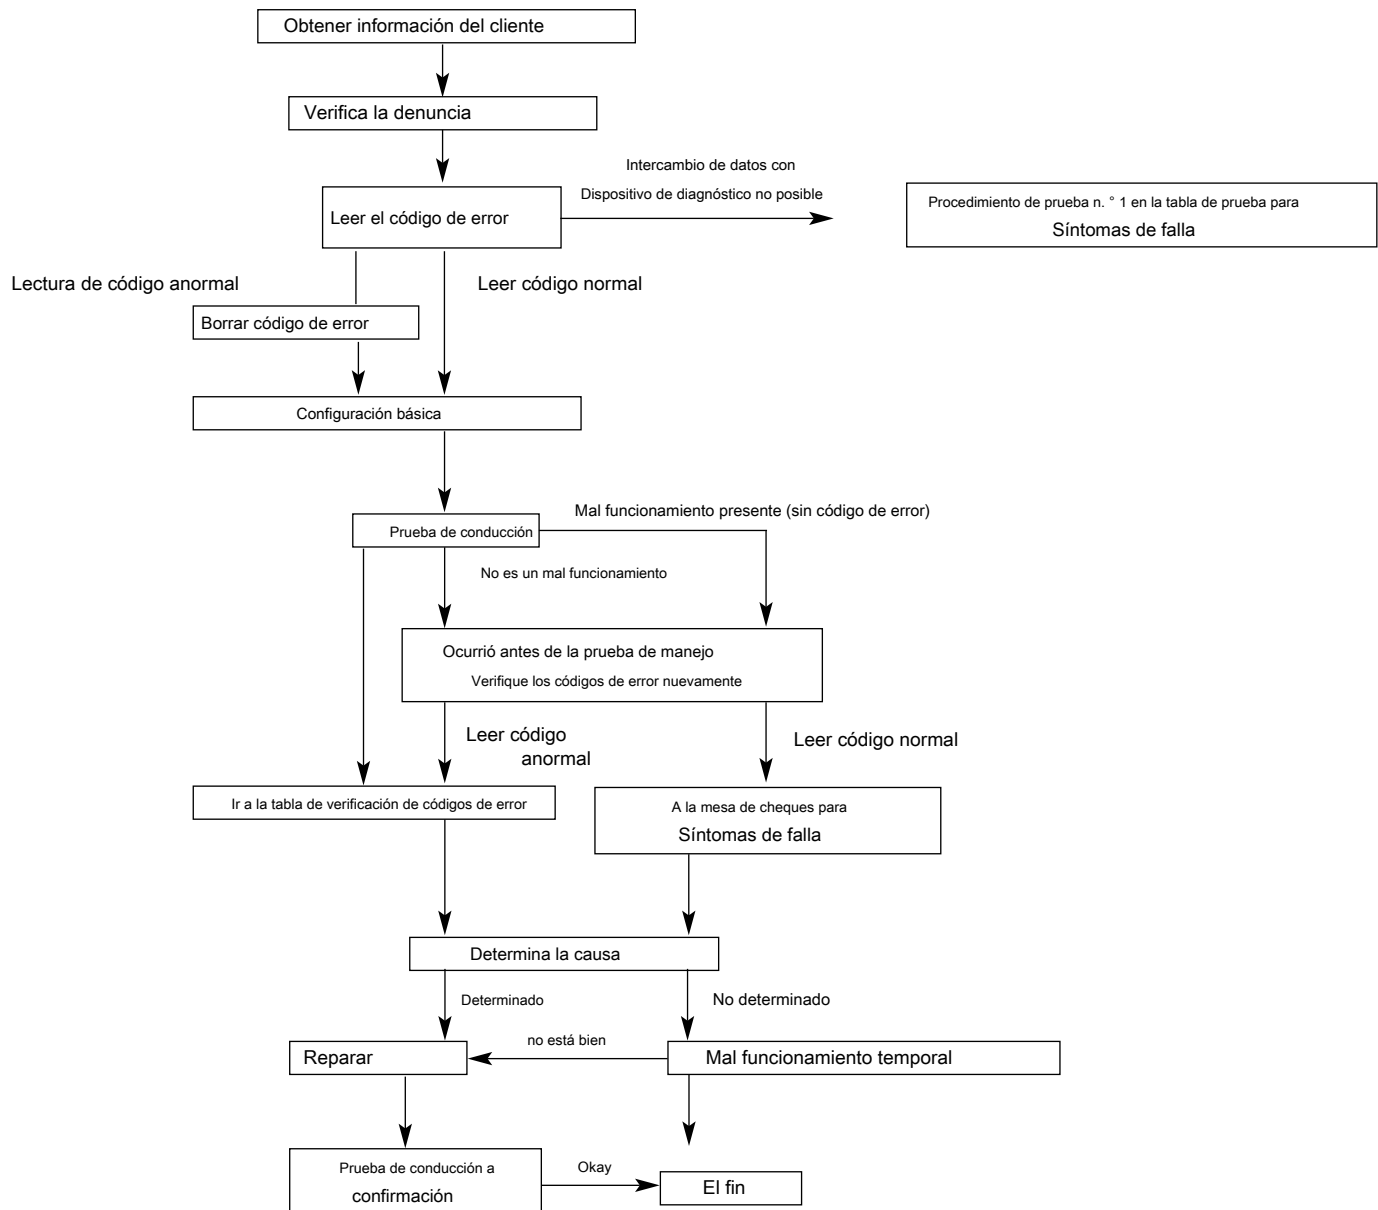 Obtener información del cliente
Verifica la denuncia
Intercambio de datos con
Dispositivo de diagnóstico no posible
Leer el código de error
Procedimiento de prueba n. ° 1 en la tabla de prueba para
Síntomas de falla
Lectura de código anormal
Leer código normal
Borrar código de error
Configuración básica
Mal funcionamiento presente (sin código de error)
Prueba de conducción
No es un mal funcionamiento
Ocurrió antes de la prueba de manejo
Verifique los códigos de error nuevamente
Leer código
anormal
Leer código normal
Ir a la tabla de verificación de códigos de error
A la mesa de cheques para
Síntomas de falla
Determina la causa
Determinado
No determinado
no está bien
Reparar
Mal funcionamiento temporal
Prueba de conducción a
confirmación
Okay
El fin